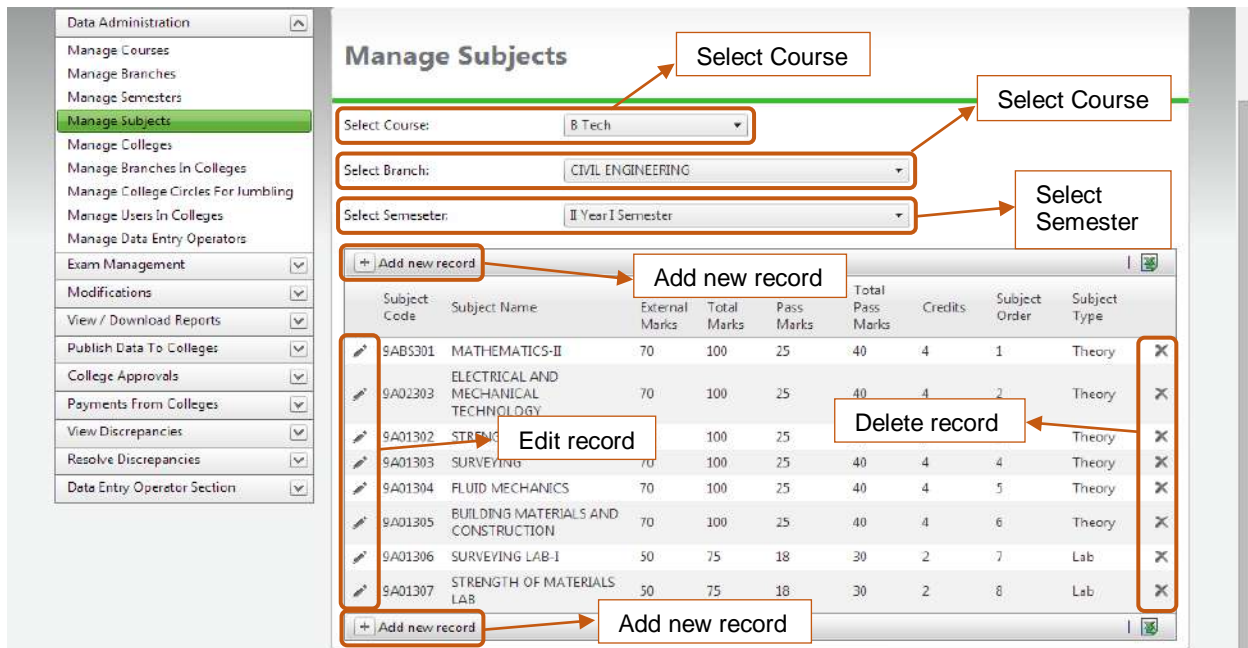 Data Administration
Manage Courses
Manage Branches
Manage Semesters
Manage Subjects
Manage Colleges
Manage Branches In Colleges
Manage College Circles For Jumbling
Manage Users In Colleges
Manage Data Entry Operators
Exam Management
Modifications
View / Download Reports
Publish Data To Colleges
College Approvals
Payments From Colleges
View Discrepancies
Resolve Discrepancies
Data Entry Operator Section
Manage Subjects
Select Course
Select Course
Select Course: B Tech
Select Branch: CIVIL ENGINEERING
Select Semeseter: II Year I Semester
Select
Semester
Add new record
Add new record
Subject Code Subject Name External Marks Total Marks Pass Marks Total Pass Marks Credits Subject Order Subject Type
9ABS301 MATHEMATICS-II 70 100 25 40 4 1 Theory
9A02303 ELECTRICAL AND MECHANICAL TECHNOLOGY 70 100 25 40 4 2 Theory
Delete record
9A01302 100 25 Theory
Edit record
9A01303 SURVEYING 70 100 25 40 4 4 Theory
9A01304 FLUID MECHANICS 70 100 25 40 4 5 Theory
9A01305 BUILDING MATERIALS AND CONSTRUCTION 70 100 25 40 4 6 Theory
9A01306 SURVEYING LAB-I 50 75 18 30 2 7 Lab
9A01307 STRENGTH OF MATERIALS LAB 50 75 18 30 2 8 Lab
Add new record
Add new record